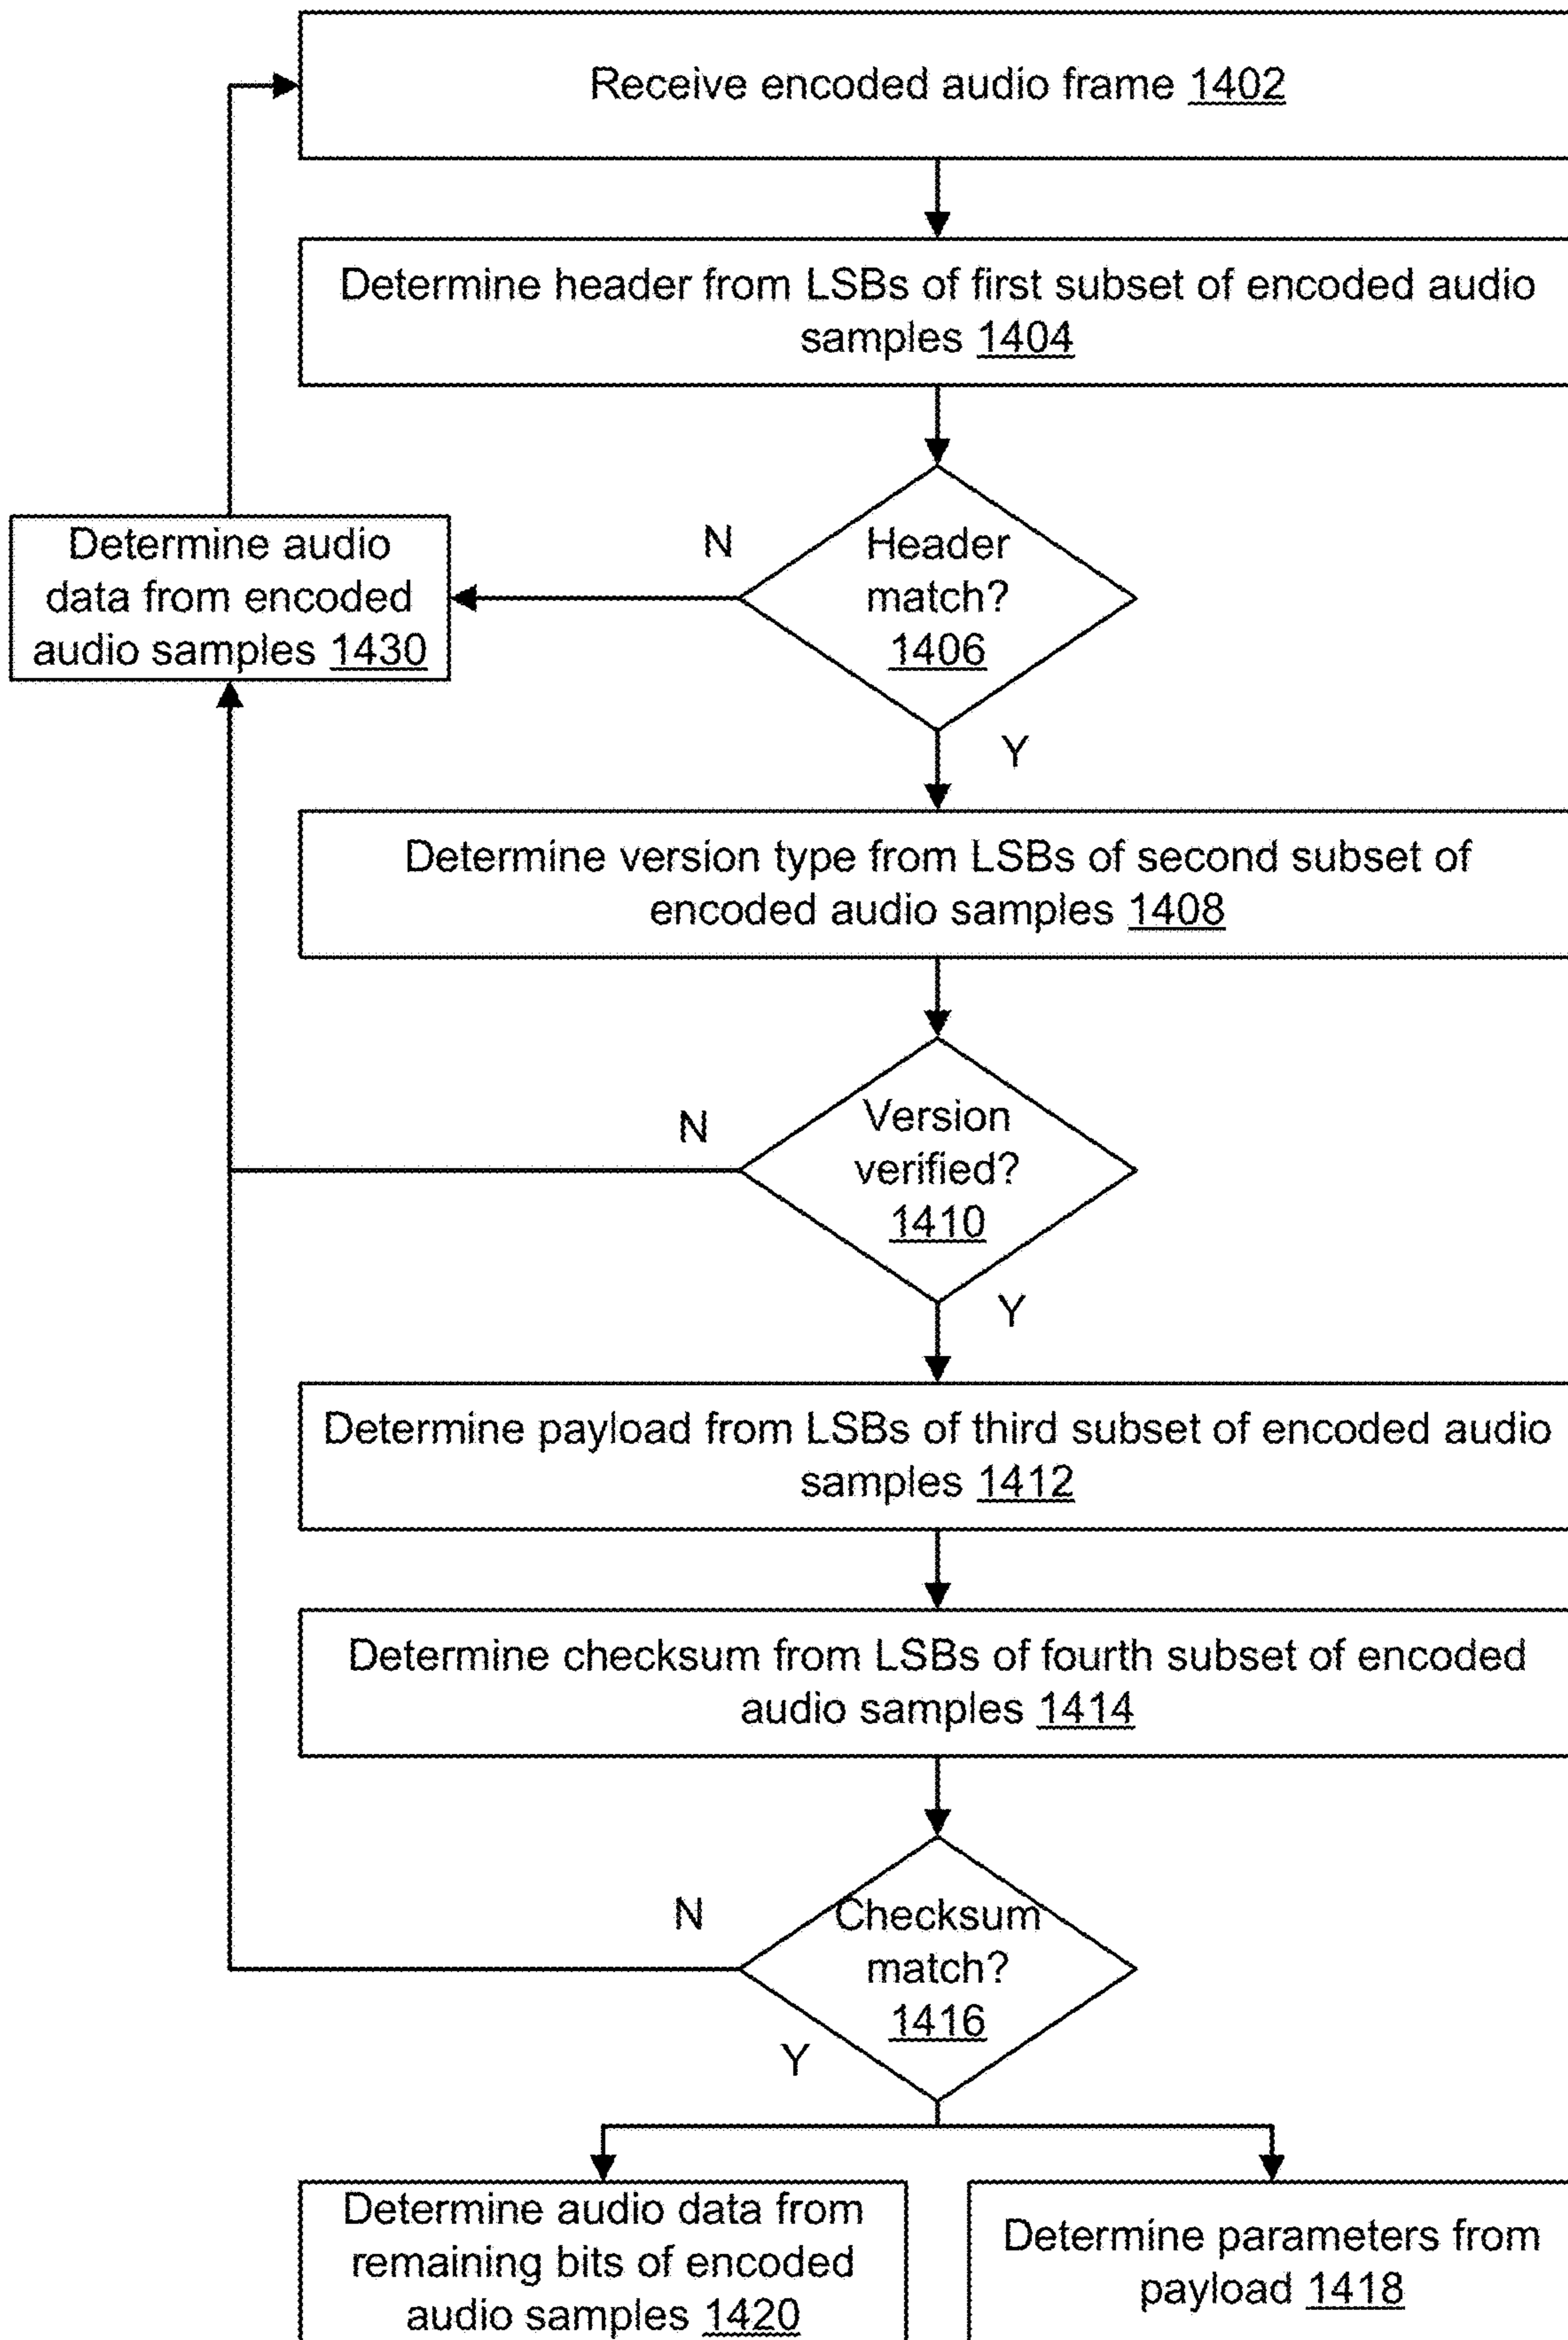 Receive encoded audio frame 1402
Determine header from LSBs of first subset of encoded audio
samples 1404
N
Header
match?
1406
Determine audio
data from encoded
audio samples 1430
Y
Determine version type from LSBs of second subset of
encoded audio samples 1408
N
Version
verified?
1410
Y
Determine payload from LSBs of third subset of encoded audio
samples 1412
Determine checksum from LSBs of fourth subset of encoded
audio samples 1414
N
Checksum
match?
1416
Y
Determine audio data from
remaining bits of encoded
audio samples 1420
Determine parameters from
payload 1418